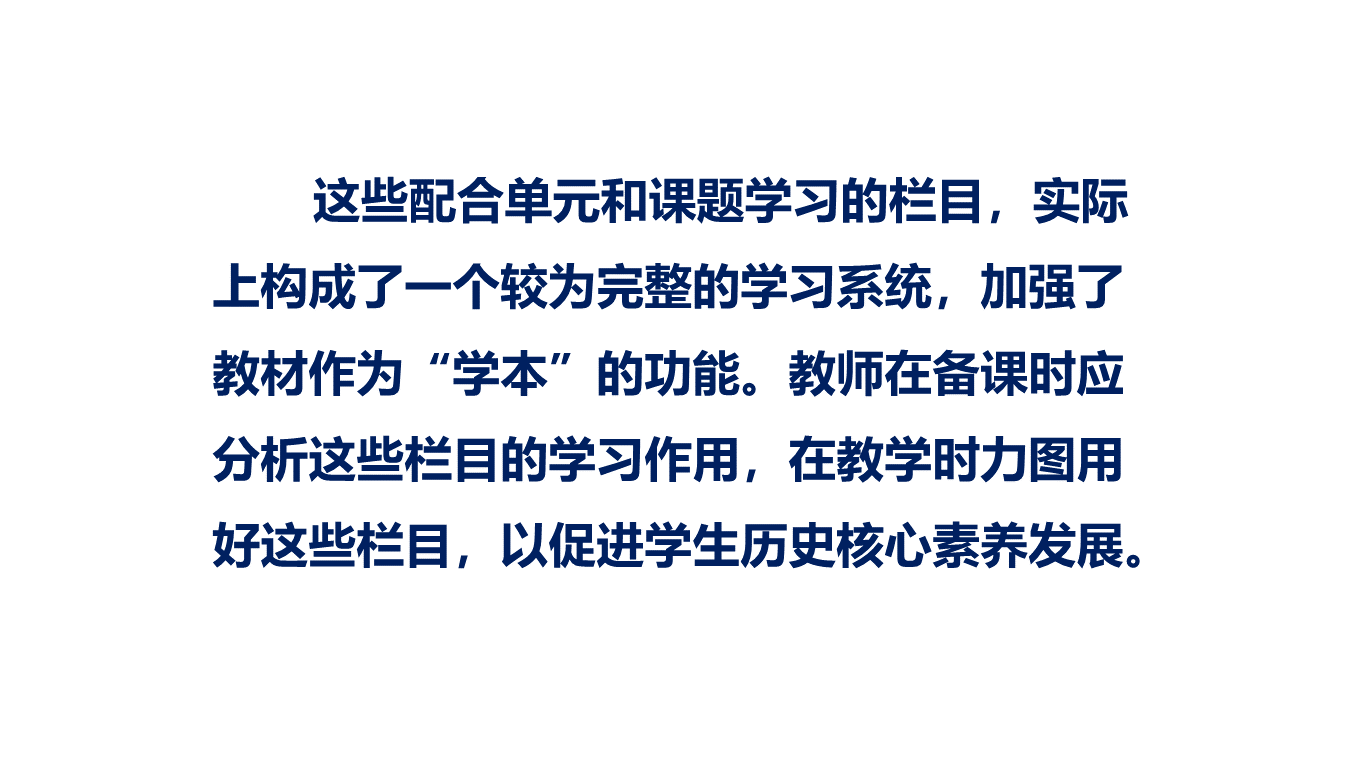 这些配合单元和课题学习的栏目，实际
上构成了一个较为完整的学习系统，加强了
教材作为“学本”的功能。教师在备课时应
分析这些栏目的学习作用，在教学时力图用
好这些栏目，以促进学生历史核心素养发展。